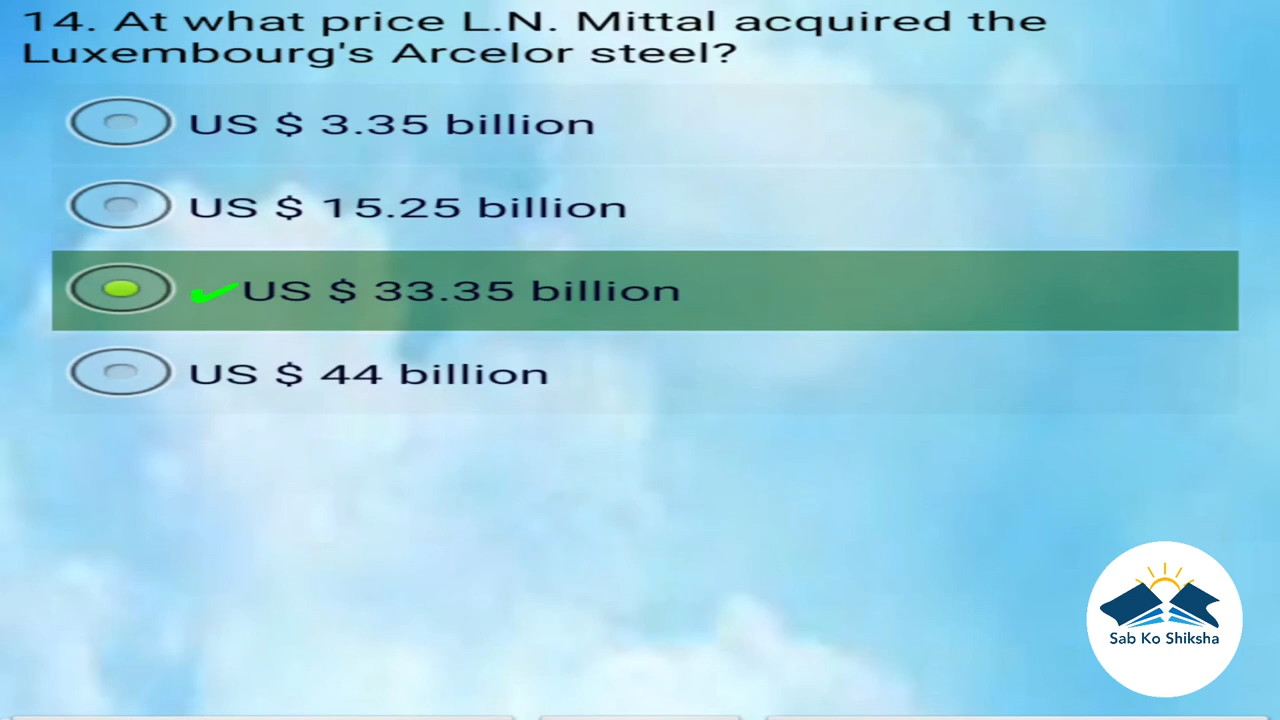 14. At what price L.N. Mittal acquired the
Luxembourg's Arcelor steel?
US $ 3.35 billion
US $ 15.25 billion
✔US $ 33.35 billion
US $ 44 billion
Sab Ko Shiksha